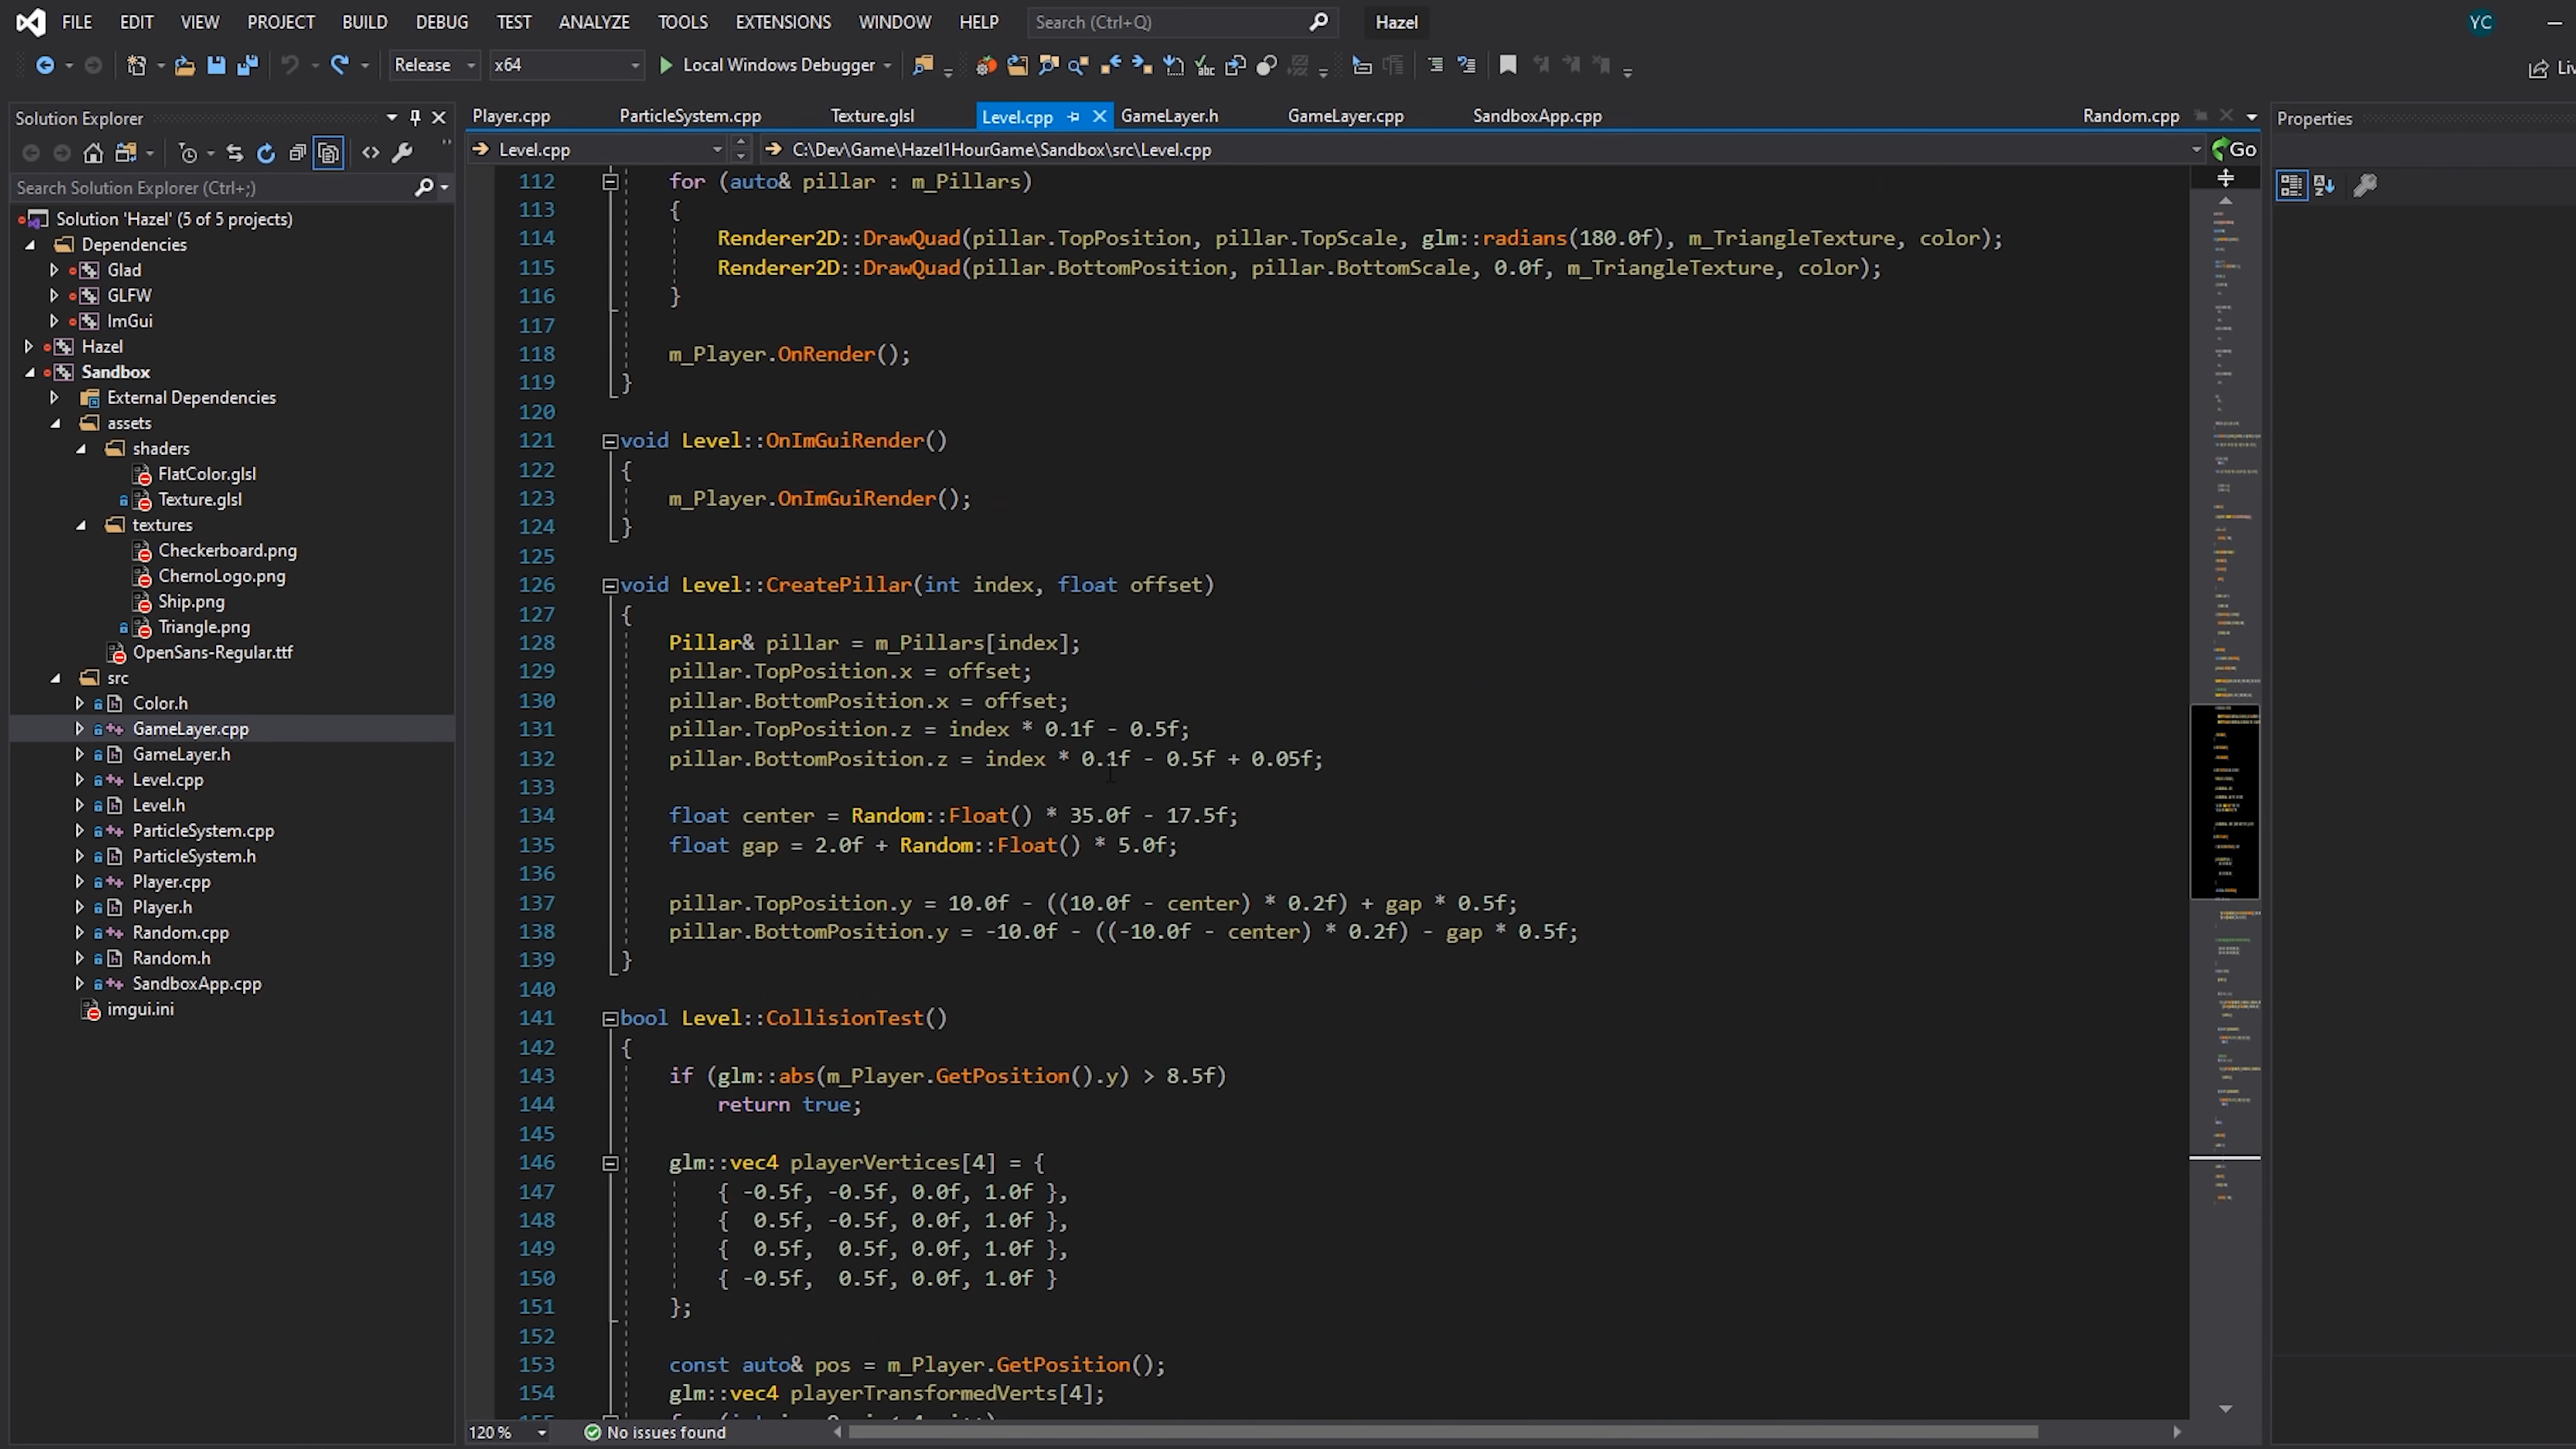 FILE EDIT VIEW PROJECT BUILD DEBUG TEST ANALYZE TOOLS EXTENSIONS WINDOW HELP Search (Ctrl+Q) Hazel YC
Release x64 Local Windows Debugger
Solution Explorer
Search Solution Explorer (Ctrl+;)
Solution 'Hazel' (5 of 5 projects)
Dependencies
Glad
GLFW
ImGui
Hazel
Sandbox
External Dependencies
assets
shaders
FlatColor.glsl
Texture.glsl
textures
Checkerboard.png
ChernoLogo.png
Ship.png
Triangle.png
OpenSans-Regular.ttf
src
Color.h
GameLayer.cpp
GameLayer.h
Level.cpp
Level.h
ParticleSystem.cpp
ParticleSystem.h
Player.cpp
Player.h
Random.cpp
Random.h
SandboxApp.cpp
imgui.ini
Player.cpp ParticleSystem.cpp Texture.glsl Level.cpp GameLayer.h GameLayer.cpp SandboxApp.cpp Random.cpp
Level.cpp C:\Dev\Game\Hazel1HourGame\Sandbox\src\Level.cpp Go
112 for (auto& pillar : m_Pillars)
113 {
114 Renderer2D::DrawQuad(pillar.TopPosition, pillar.TopScale, glm::radians(180.0f), m_TriangleTexture, color);
115 Renderer2D::DrawQuad(pillar.BottomPosition, pillar.BottomScale, 0.0f, m_TriangleTexture, color);
116 }
117
118 m_Player.OnRender();
119 }
120
121 void Level::OnImGuiRender()
122 {
123 m_Player.OnImGuiRender();
124 }
125
126 void Level::CreatePillar(int index, float offset)
127 {
128 Pillar& pillar = m_Pillars[index];
129 pillar.TopPosition.x = offset;
130 pillar.BottomPosition.x = offset;
131 pillar.TopPosition.z = index * 0.1f - 0.5f;
132 pillar.BottomPosition.z = index * 0.1f - 0.5f + 0.05f;
133
134 float center = Random::Float() * 35.0f - 17.5f;
135 float gap = 2.0f + Random::Float() * 5.0f;
136
137 pillar.TopPosition.y = 10.0f - ((10.0f - center) * 0.2f) + gap * 0.5f;
138 pillar.BottomPosition.y = -10.0f - ((-10.0f - center) * 0.2f) - gap * 0.5f;
139 }
140
141 bool Level::CollisionTest()
142 {
143 if (glm::abs(m_Player.GetPosition().y) > 8.5f)
144 return true;
145
146 glm::vec4 playerVertices[4] = {
147 { -0.5f, -0.5f, 0.0f, 1.0f },
148 { 0.5f, -0.5f, 0.0f, 1.0f },
149 { 0.5f, 0.5f, 0.0f, 1.0f },
150 { -0.5f, 0.5f, 0.0f, 1.0f }
151 };
152
153 const auto& pos = m_Player.GetPosition();
154 glm::vec4 playerTransformedVerts[4];
120 % No issues found
Properties